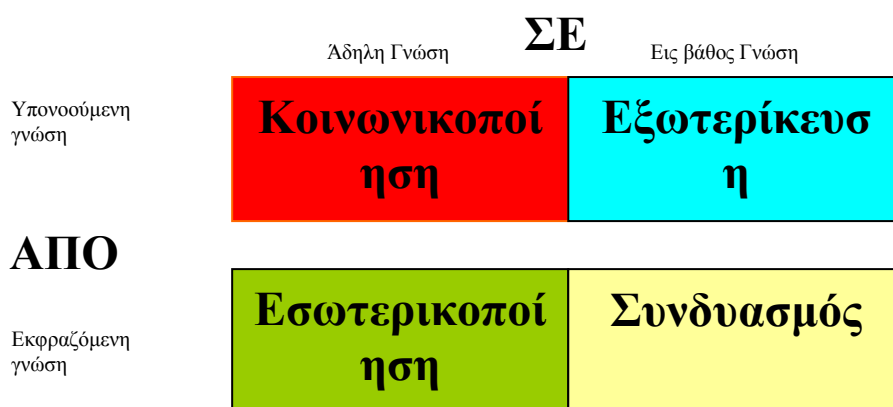 ΣΕ
Άδηλη Γνώση
Εις βάθος Γνώση
Υπονοούμενη
γνώση
Κοινωνικοποί
ηση
Εξωτερίκευσ
η
ΑΠΟ
Εκφραζόμενη
γνώση
Εσωτερικοποί
ηση
Συνδυασμός